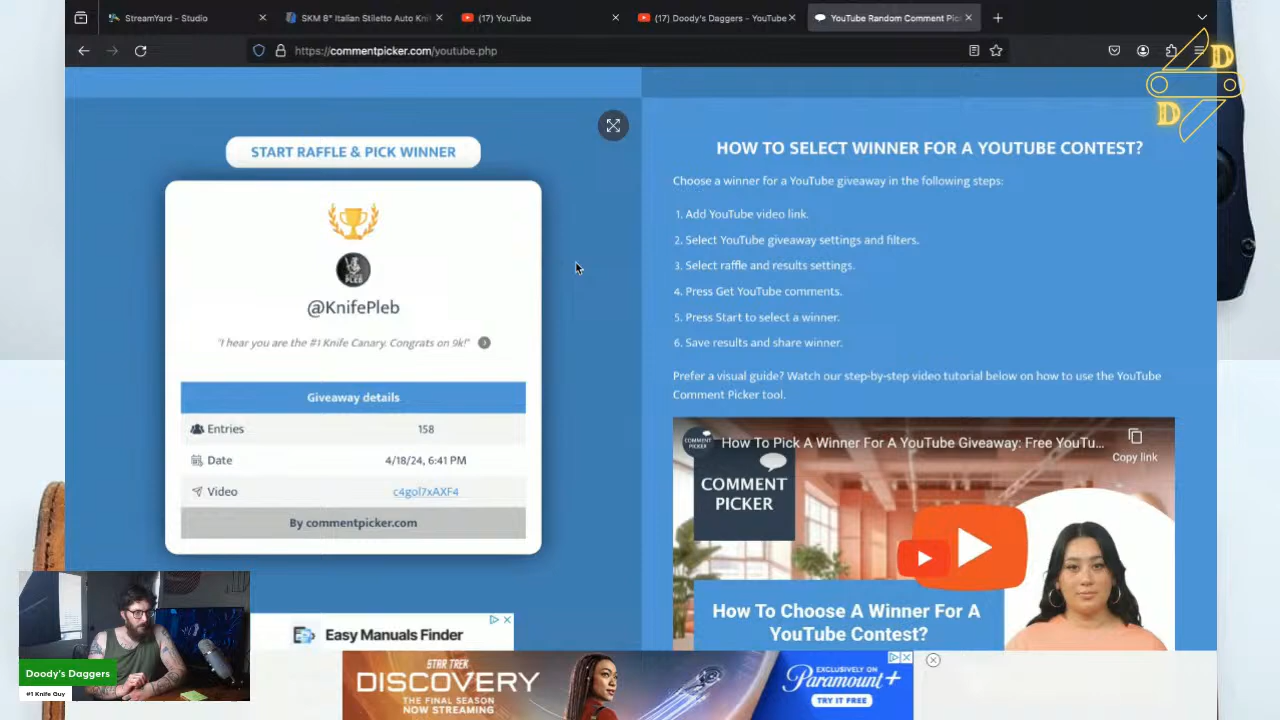 StreamYard - Studio
SKM 8" Italian Stiletto Auto Kni
(17) YouTube
(17) Doody's Daggers - YouTube
YouTube Random Comment Pic
https://commentpicker.com/youtube.php
D
D
START RAFFLE & PICK WINNER
@KnifePleb
"I hear you are the #1 Knife Canary. Congrats on 9k!"
Giveaway details
Entries 158
Date 4/18/24, 6:41 PM
Video c4gol7xAXF4
By commentpicker.com
HOW TO SELECT WINNER FOR A YOUTUBE CONTEST?
Choose a winner for a YouTube giveaway in the following steps:
1. Add YouTube video link.
2. Select YouTube giveaway settings and filters.
3. Select raffle and results settings.
4. Press Get YouTube comments.
5. Press Start to select a winner.
6. Save results and share winner.
Prefer a visual guide? Watch our step-by-step video tutorial below on how to use the YouTube
Comment Picker tool.
How To Pick A Winner For A YouTube Giveaway: Free YouTu...
Copy link
COMMENT
PICKER
How To Choose A Winner For A
YouTube Contest?
Easy Manuals Finder
STAR TREK
DISCOVERY
THE FINAL SEASON
NOW STREAMING
EXCLUSIVELY ON
Paramount+
TRY IT FREE
Doody's Daggers
#1 Knife Guy